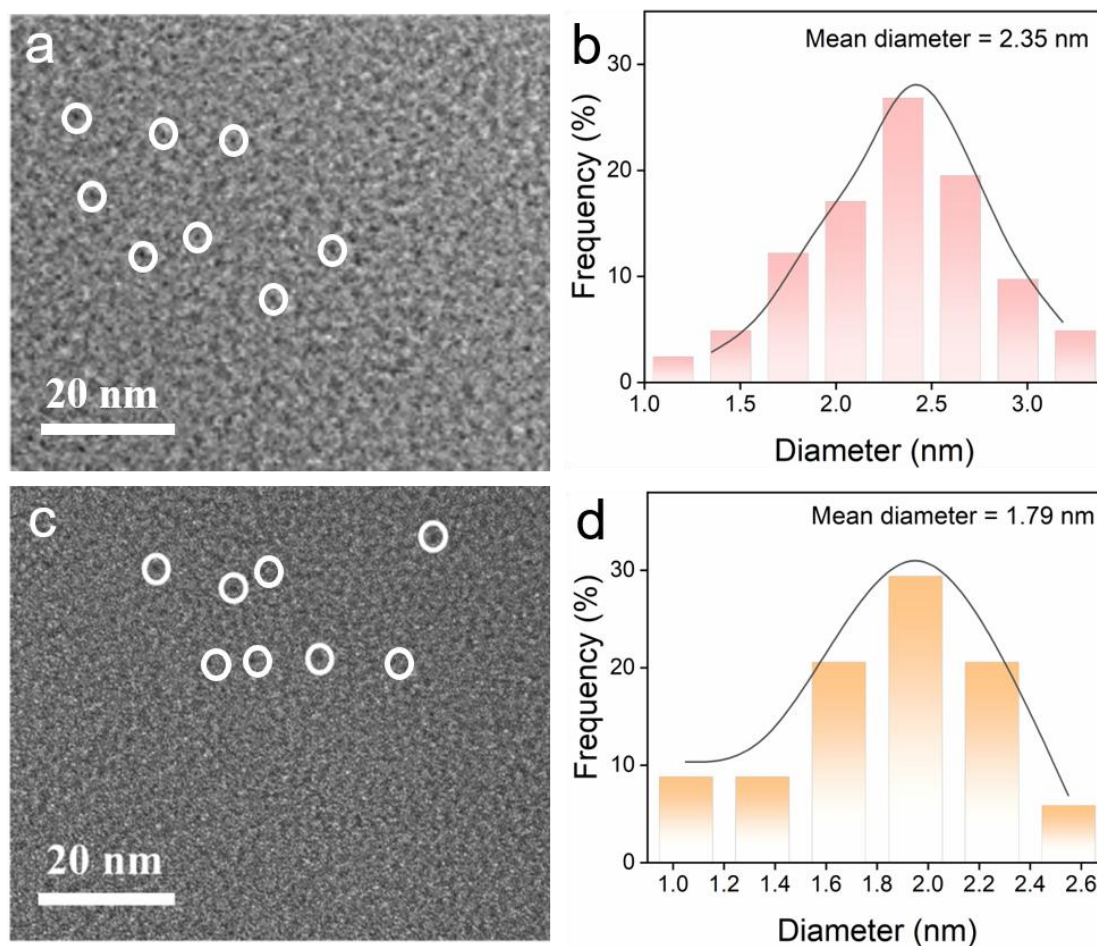 a
20 nm
b
Mean diameter = 2.35 nm
Frequency (%)
30
20
10
0
1.0 1.5 2.0 2.5 3.0
Diameter (nm)
c
20 nm
d
Mean diameter = 1.79 nm
Frequency (%)
30
20
10
0
1.0 1.2 1.4 1.6 1.8 2.0 2.2 2.4 2.6
Diameter (nm)